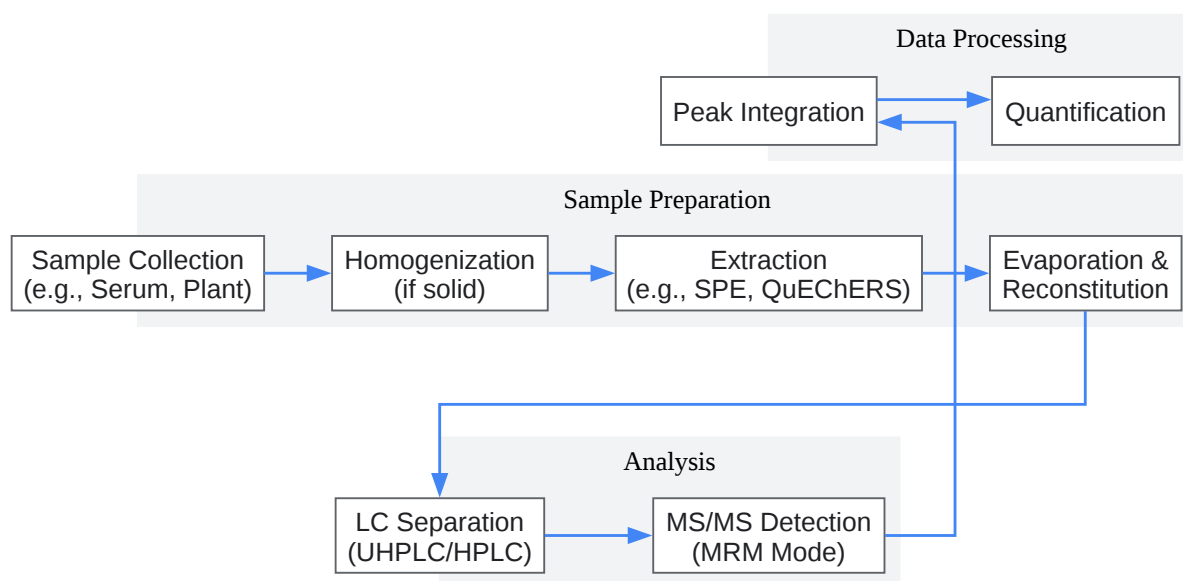 Data Processing
Peak Integration
Quantification
Sample Preparation
Sample Collection
(e.g., Serum, Plant)
Homogenization
(if solid)
Extraction
(e.g., SPE, QuEChERS)
Evaporation &
Reconstitution
Analysis
LC Separation
(UHPLC/HPLC)
MS/MS Detection
(MRM Mode)